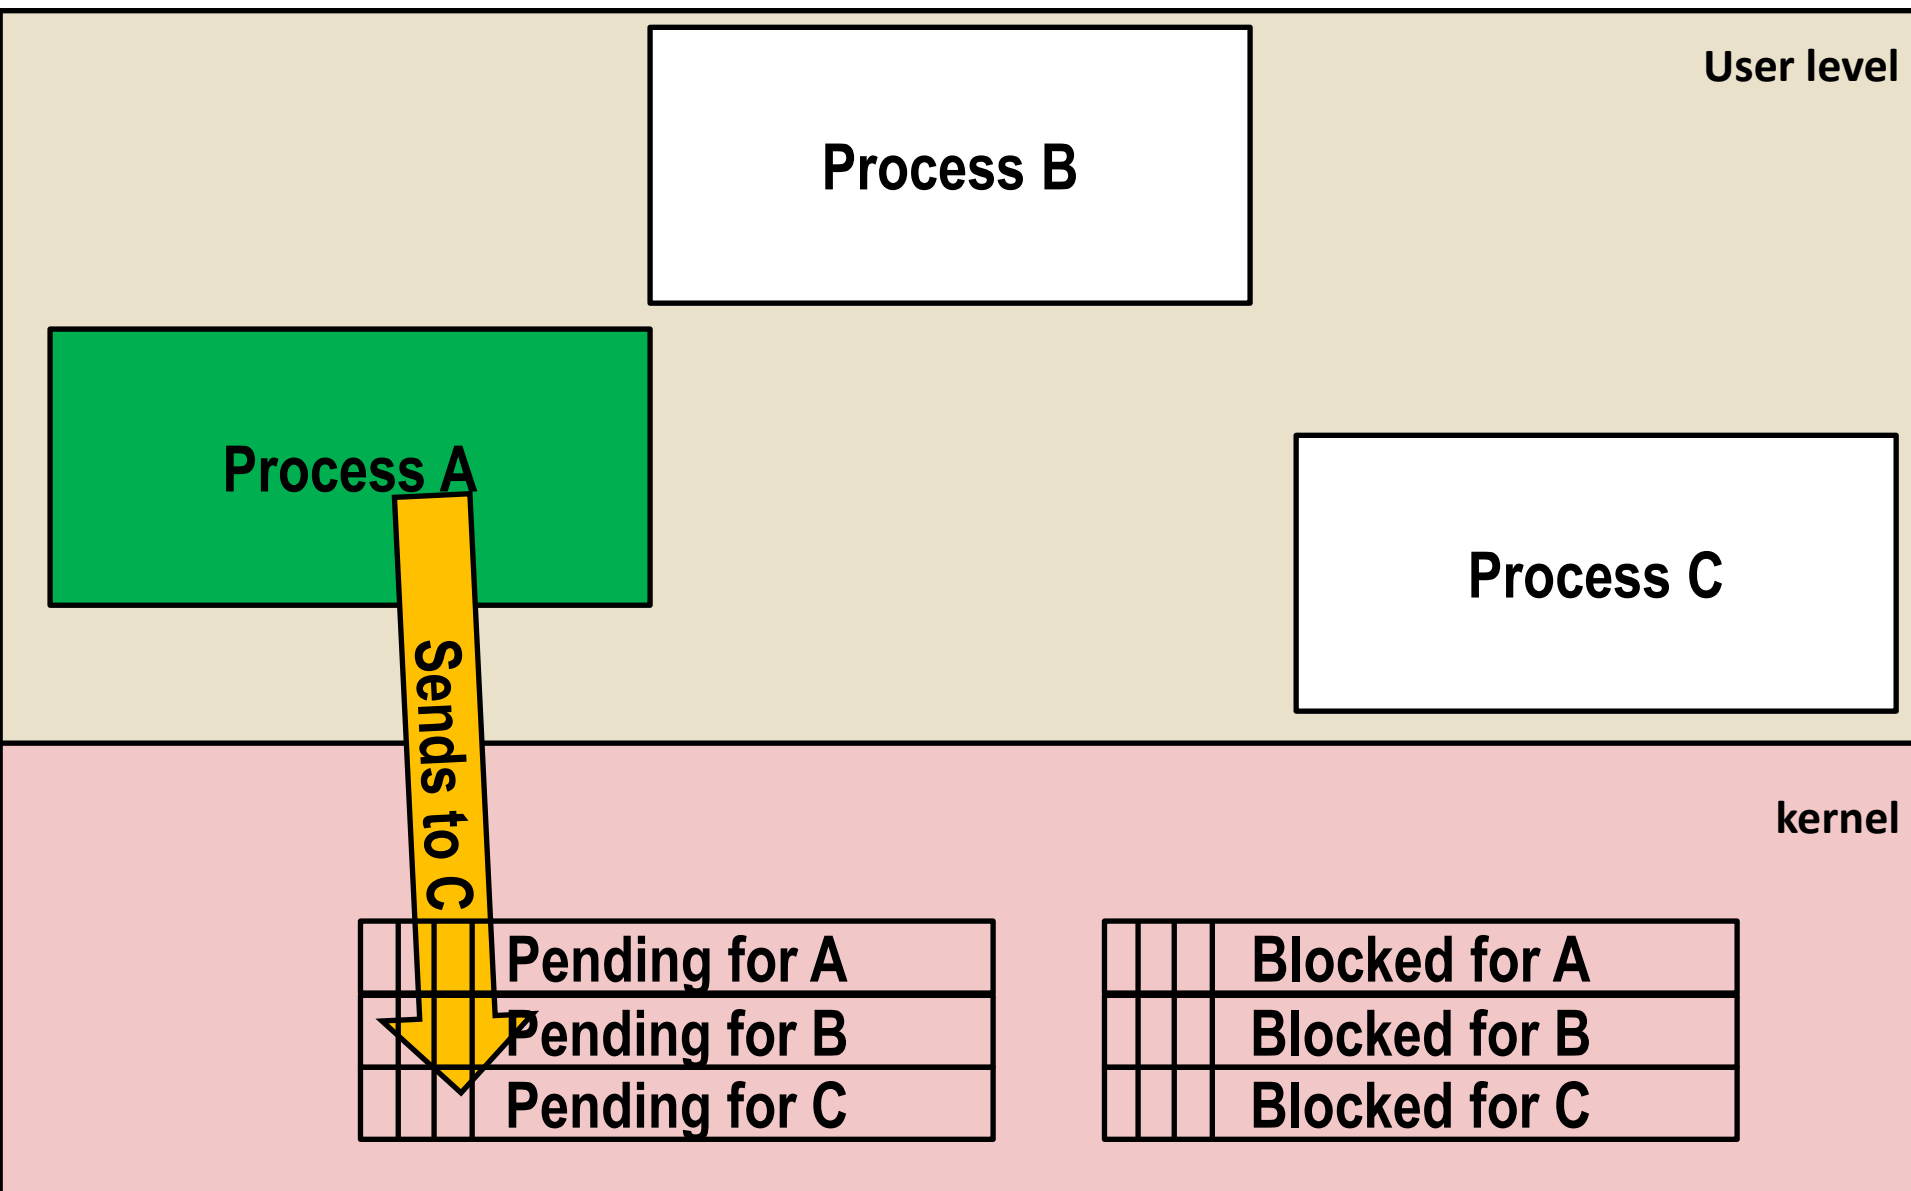 User level
Process B
Process A
Process C
Sends to C
kernel
Pending for A
Blocked for A
Pending for B
Blocked for B
Pending for C
Blocked for C